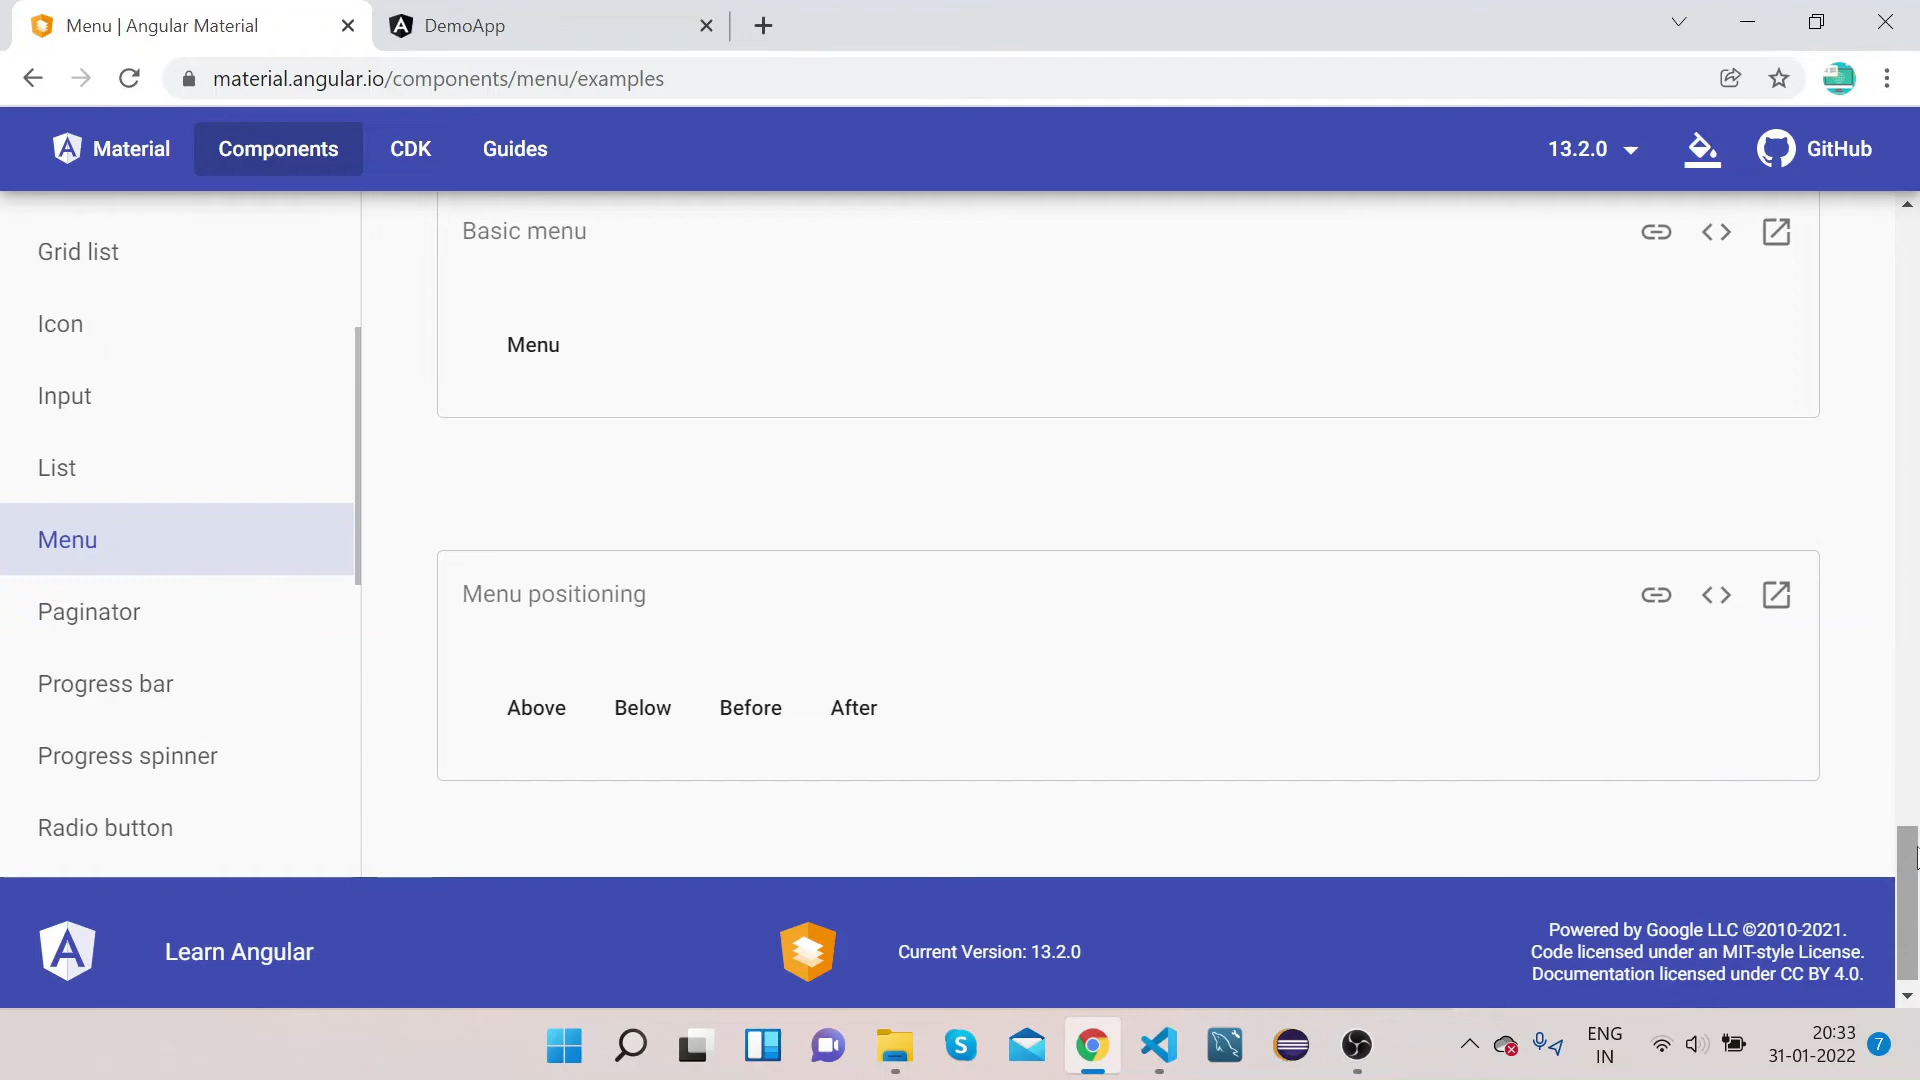 Menu | Angular Material
DemoApp
material.angular.io/components/menu/examples
Material
Components
CDK
Guides
13.2.0
GitHub
Grid list
Icon
Input
List
Menu
Paginator
Progress bar
Progress spinner
Radio button
Basic menu
Menu
Menu positioning
Above
Below
Before
After
Learn Angular
Current Version: 13.2.0
Powered by Google LLC ©2010-2021.
Code licensed under an MIT-style License.
Documentation licensed under CC BY 4.0.
ENG
IN
20:33
31-01-2022
7